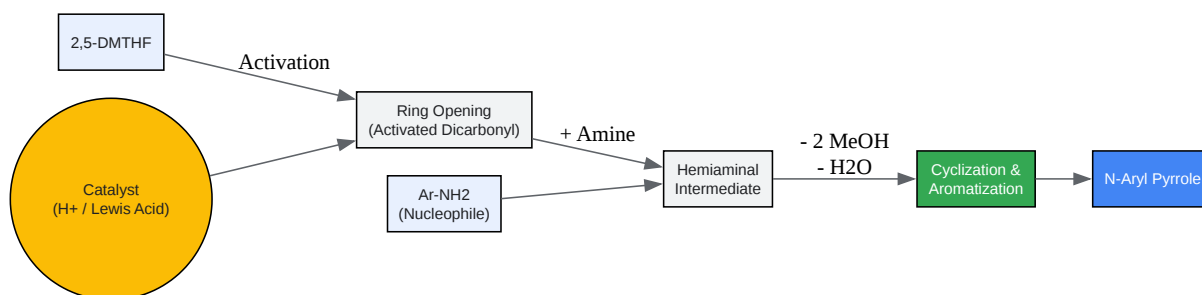 2,5-DMTHF
Activation
Catalyst
(H+ / Lewis Acid)
Ring Opening
(Activated Dicarbonyl)
+ Amine
Ar-NH2
(Nucleophile)
Hemiaminal
Intermediate
- 2 MeOH
- H2O
Cyclization &
Aromatization
N-Aryl Pyrrole